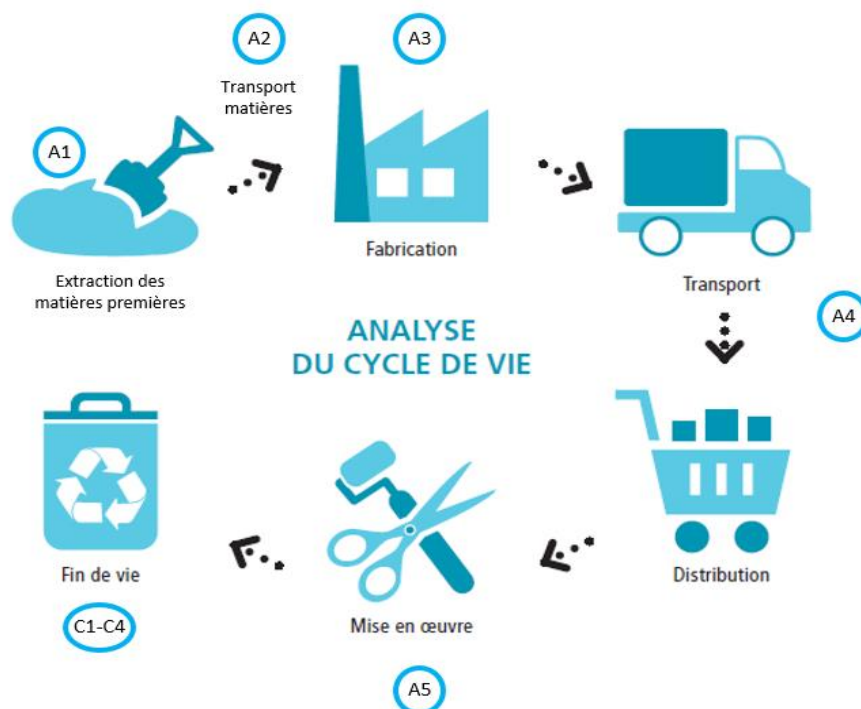 A2
A3
Transport
matières
A1
Fabrication
Extraction des
matières premières
Transport
A4
ANALYSE
DU CYCLE DE VIE
Fin de vie
Distribution
C1-C4
Mise en œuvre
A5